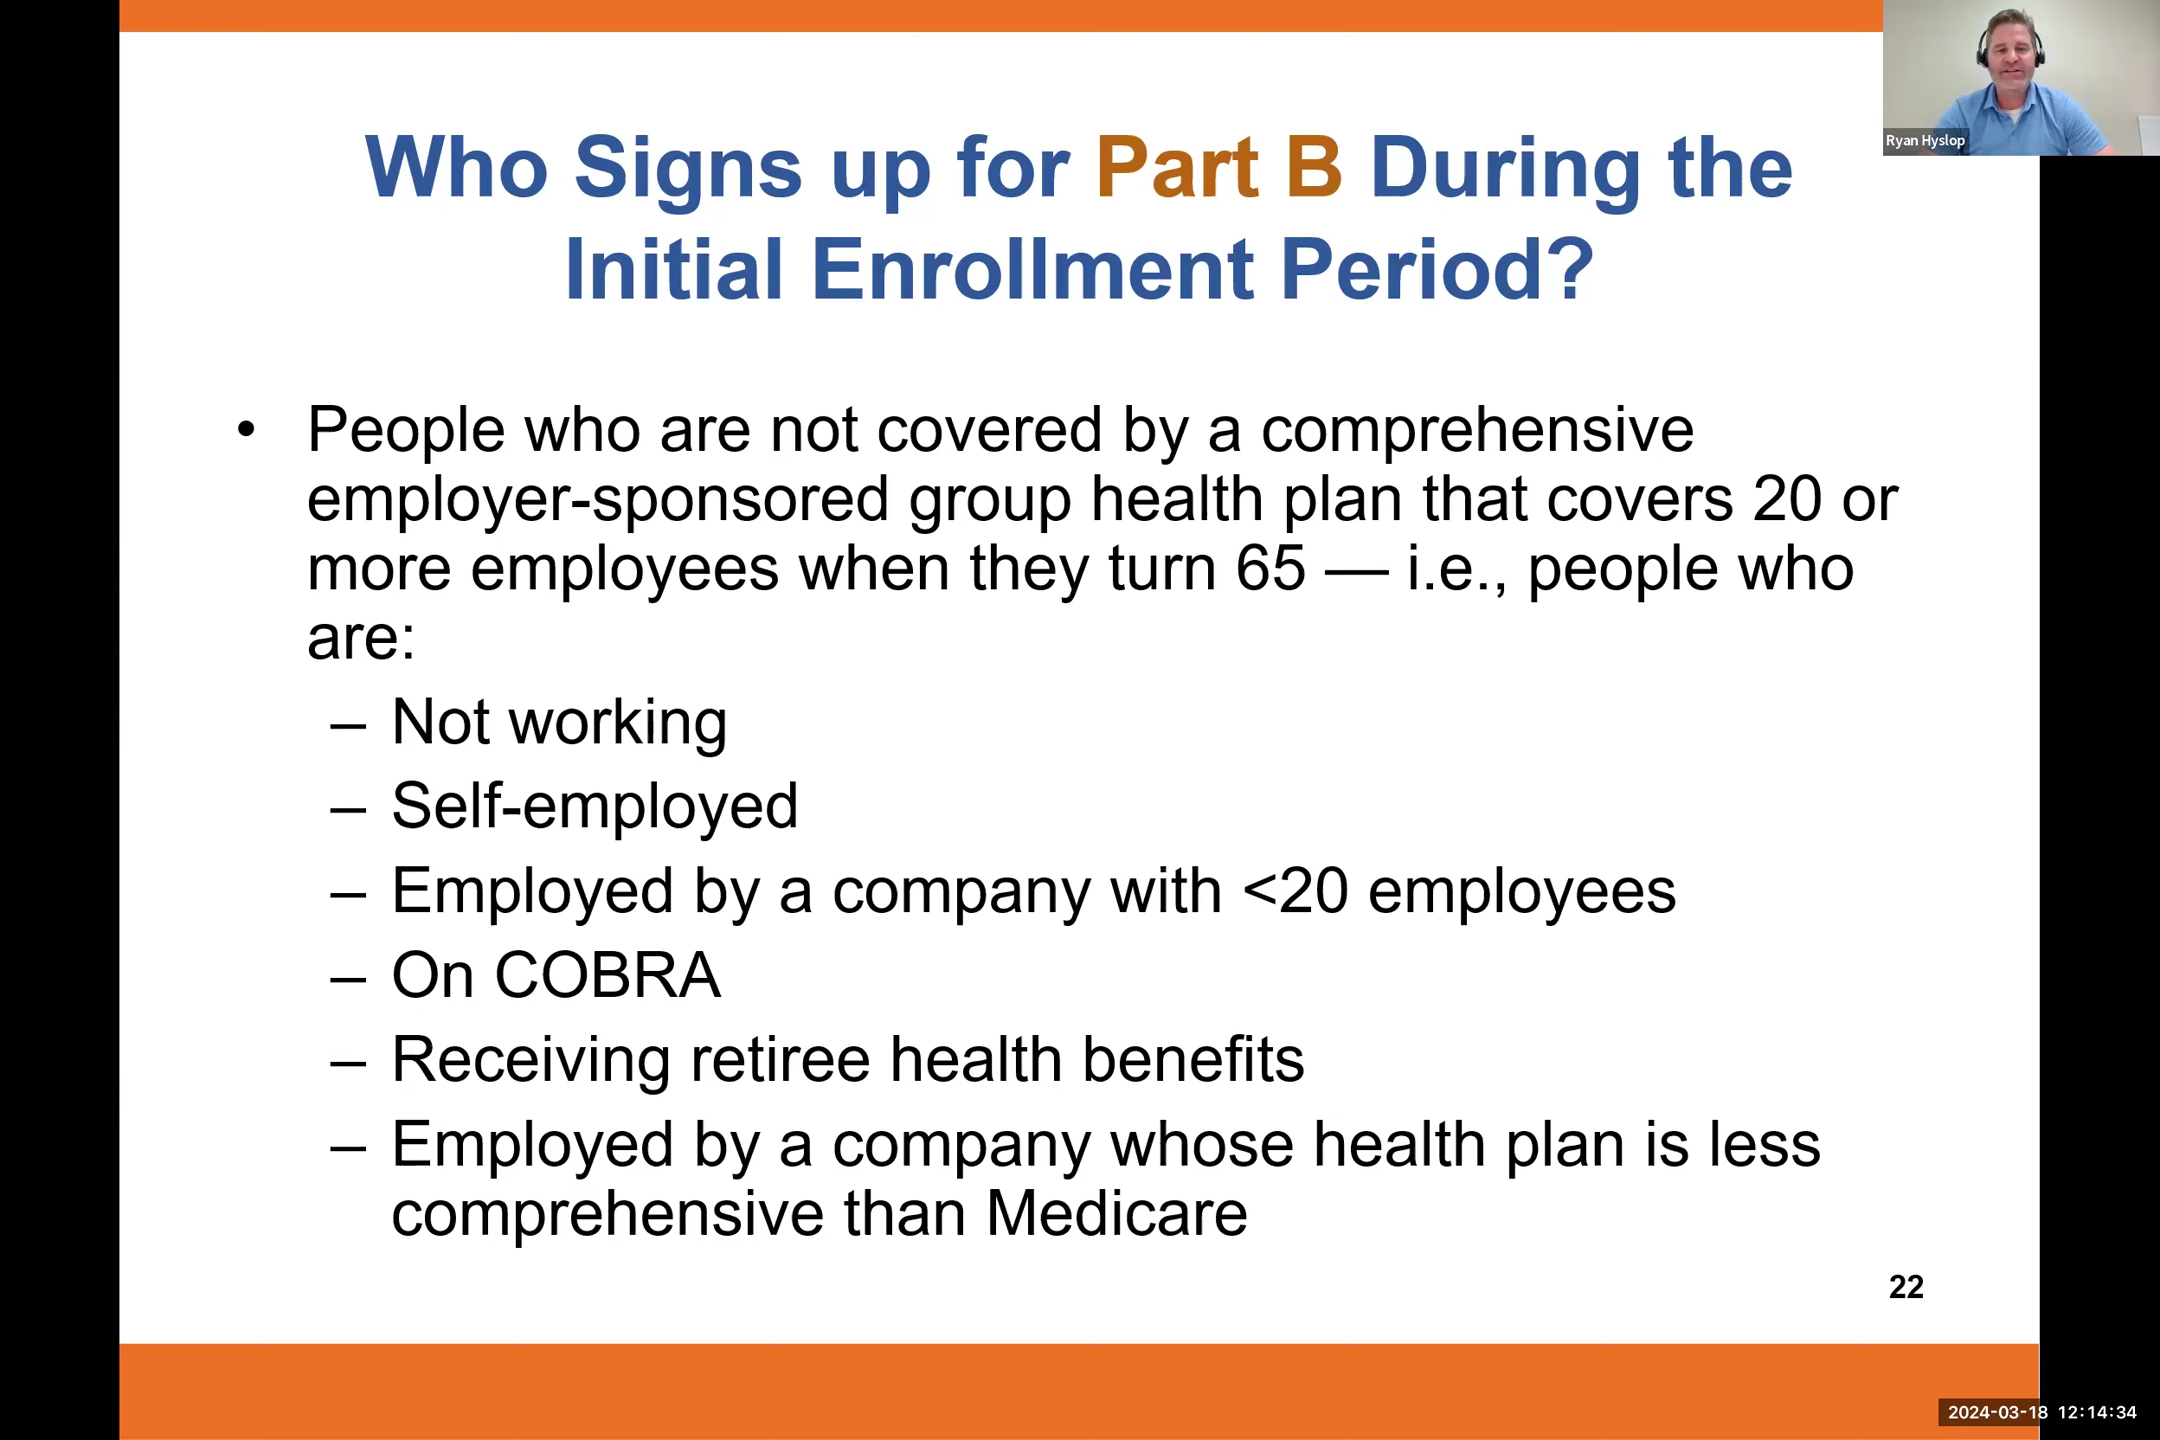 Ryan Hyslop
Who Signs up for Part B During the
Initial Enrollment Period?
• People who are not covered by a comprehensive
employer-sponsored group health plan that covers 20 or
more employees when they turn 65 — i.e., people who
are:
– Not working
– Self-employed
– Employed by a company with <20 employees
– On COBRA
– Receiving retiree health benefits
– Employed by a company whose health plan is less
comprehensive than Medicare
22
2024-03-18 12:14:34